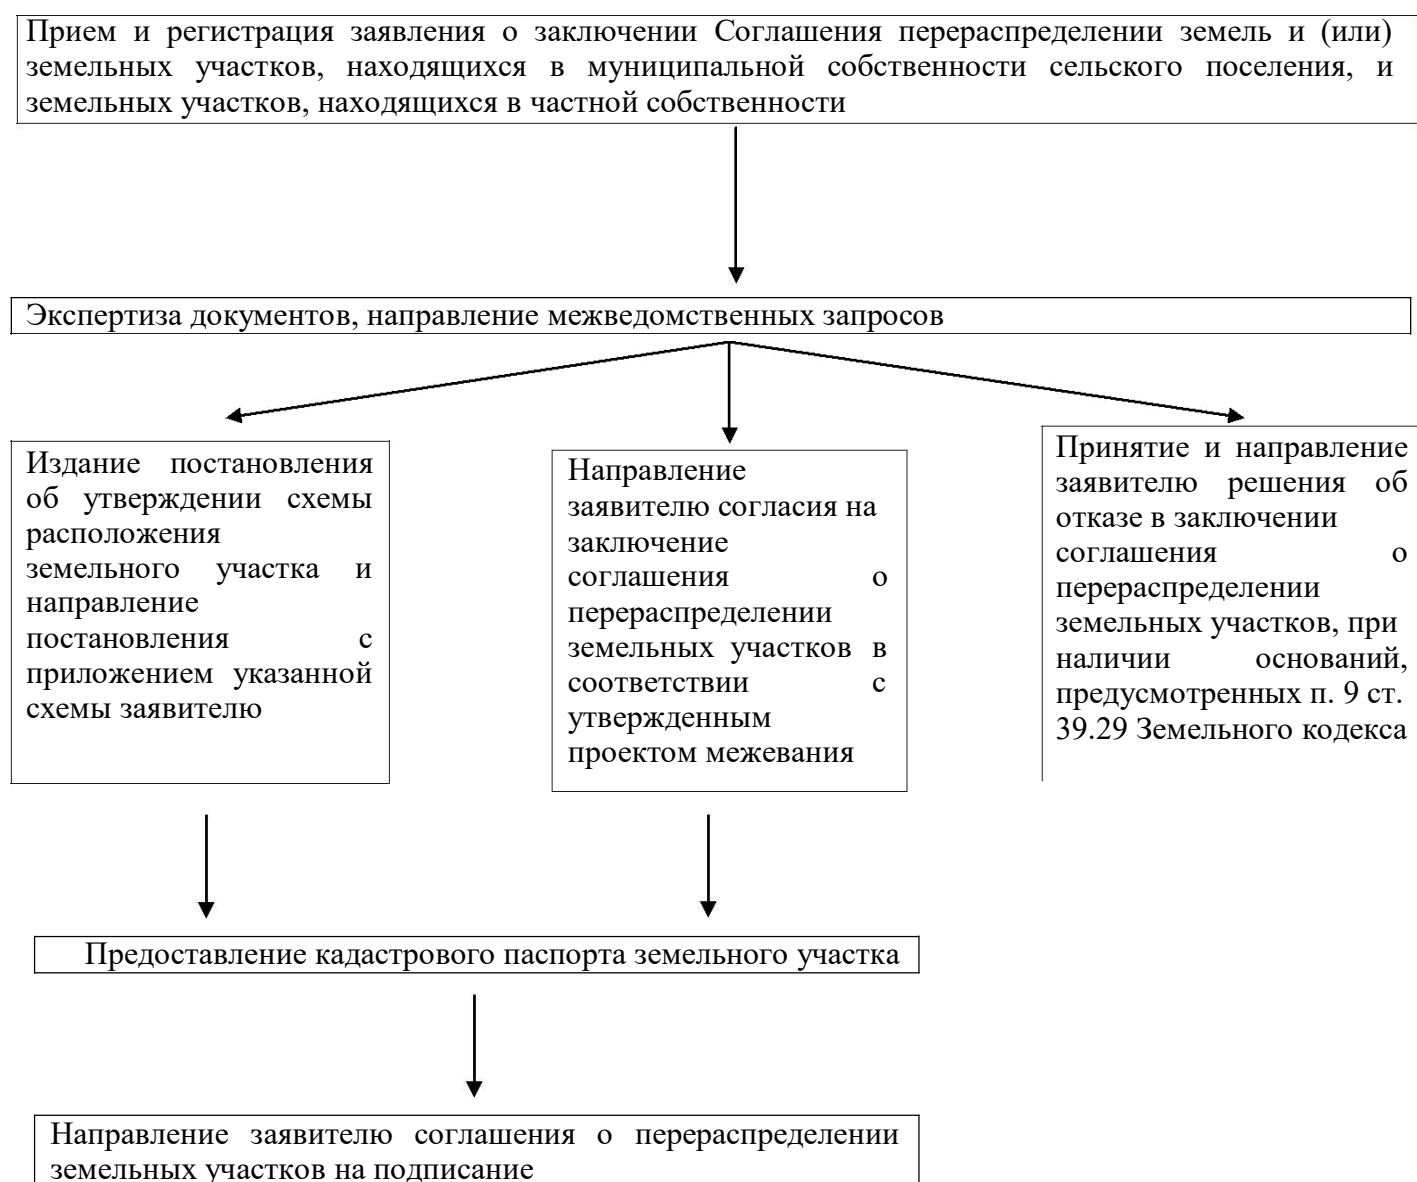 Прием и регистрация заявления о заключении Соглашения перераспределении земель и (или)
земельных участков, находящихся в муниципальной собственности сельского поселения, и
земельных участков, находящихся в частной собственности
Экспертиза документов, направление межведомственных запросов
Издание постановления
об утверждении схемы
расположения
земельного участка и
направление
постановления с
приложением указанной
схемы заявителю
Направление
заявителю согласия на
заключение
соглашения о
перераспределении
земельных участков в
соответствии с
утвержденным
проектом межевания
Принятие и направление
заявителю решения об
отказе в заключении
соглашения о
перераспределении
земельных участков, при
наличии оснований,
предусмотренных п. 9 ст.
39.29 Земельного кодекса
Предоставление кадастрового паспорта земельного участка
Направление заявителю соглашения о перераспределении
земельных участков на подписание